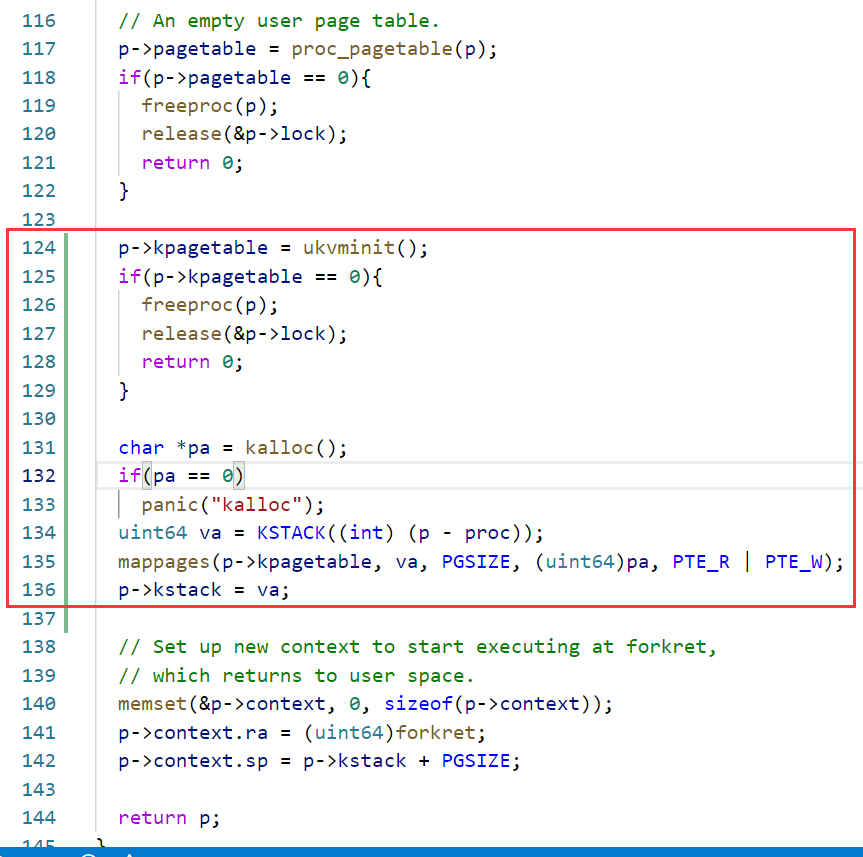 116 // An empty user page table.
117 p->pagetable = proc_pagetable(p);
118 if(p->pagetable == 0){
119 freeproc(p);
120 release(&p->lock);
121 return 0;
122 }
123
124 p->kpagetable = ukvminit();
125 if(p->kpagetable == 0){
126 freeproc(p);
127 release(&p->lock);
128 return 0;
129 }
130
131 char *pa = kalloc();
132 if(pa == 0)
133 panic("kalloc");
134 uint64 va = KSTACK((int) (p - proc));
135 mappages(p->kpagetable, va, PGSIZE, (uint64)pa, PTE_R | PTE_W);
136 p->kstack = va;
137
138 // Set up new context to start executing at forkret,
139 // which returns to user space.
140 memset(&p->context, 0, sizeof(p->context));
141 p->context.ra = (uint64)forkret;
142 p->context.sp = p->kstack + PGSIZE;
143
144 return p;
145 }